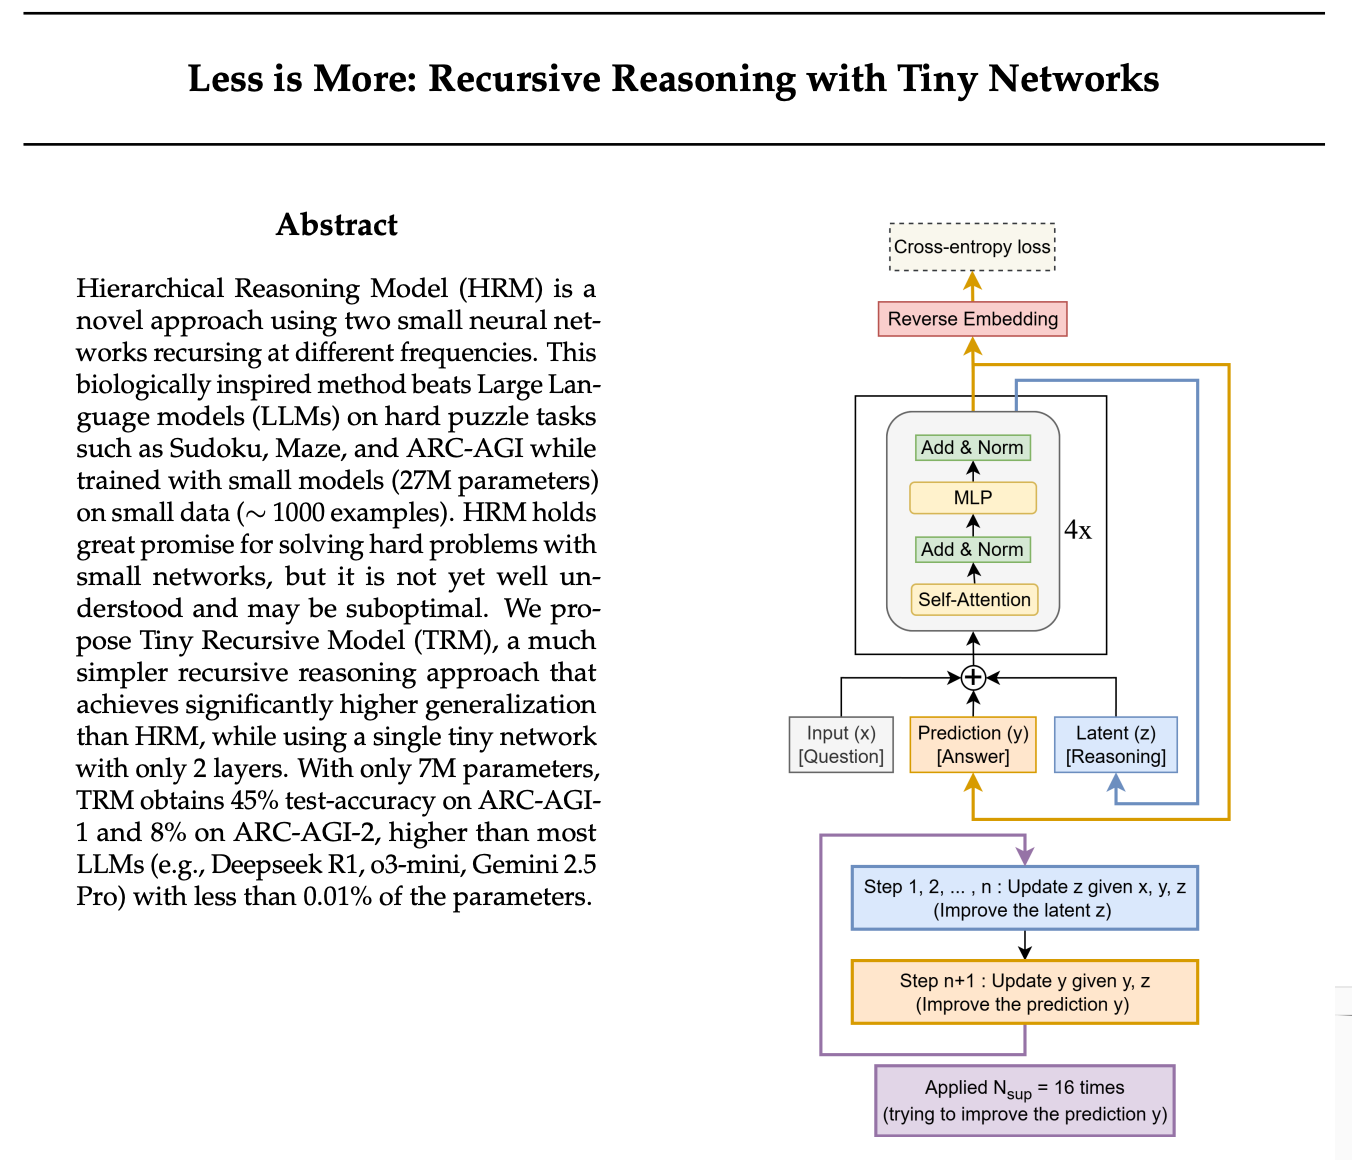 Less is More: Recursive Reasoning with Tiny Networks
Abstract
Hierarchical Reasoning Model (HRM) is a
novel approach using two small neural net-
works recursing at different frequencies. This
biologically inspired method beats Large Lan-
guage models (LLMs) on hard puzzle tasks
such as Sudoku, Maze, and ARC-AGI while
trained with small models (27M parameters)
on small data (∼ 1000 examples). HRM holds
great promise for solving hard problems with
small networks, but it is not yet well un-
derstood and may be suboptimal. We pro-
pose Tiny Recursive Model (TRM), a much
simpler recursive reasoning approach that
achieves significantly higher generalization
than HRM, while using a single tiny network
with only 2 layers. With only 7M parameters,
TRM obtains 45% test-accuracy on ARC-AGI-
1 and 8% on ARC-AGI-2, higher than most
LLMs (e.g., Deepseek R1, o3-mini, Gemini 2.5
Pro) with less than 0.01% of the parameters.
Cross-entropy loss
Reverse Embedding
Add & Norm
MLP
Add & Norm
4x
Self-Attention
+
Input (x)
[Question]
Prediction (y)
[Answer]
Latent (z)
[Reasoning]
Step 1, 2, ... , n : Update z given x, y, z
(Improve the latent z)
Step n+1 : Update y given y, z
(Improve the prediction y)
Applied Nsup = 16 times
(trying to improve the prediction y)